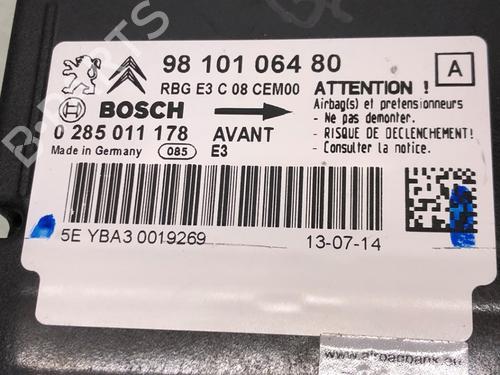 98 101 064 80
A
RBG E3 C 08 CEM00
ATTENTION !
BOSCH
Airbag(s) et pretensionneurs
- Ne pas demonter.
0 285 011 178
AVANT
- RISQUE DE DECLENCHEMENT!
- Consulter la notice.
Made in Germany
085
E3
5E YBA3 0019269
13-07-14